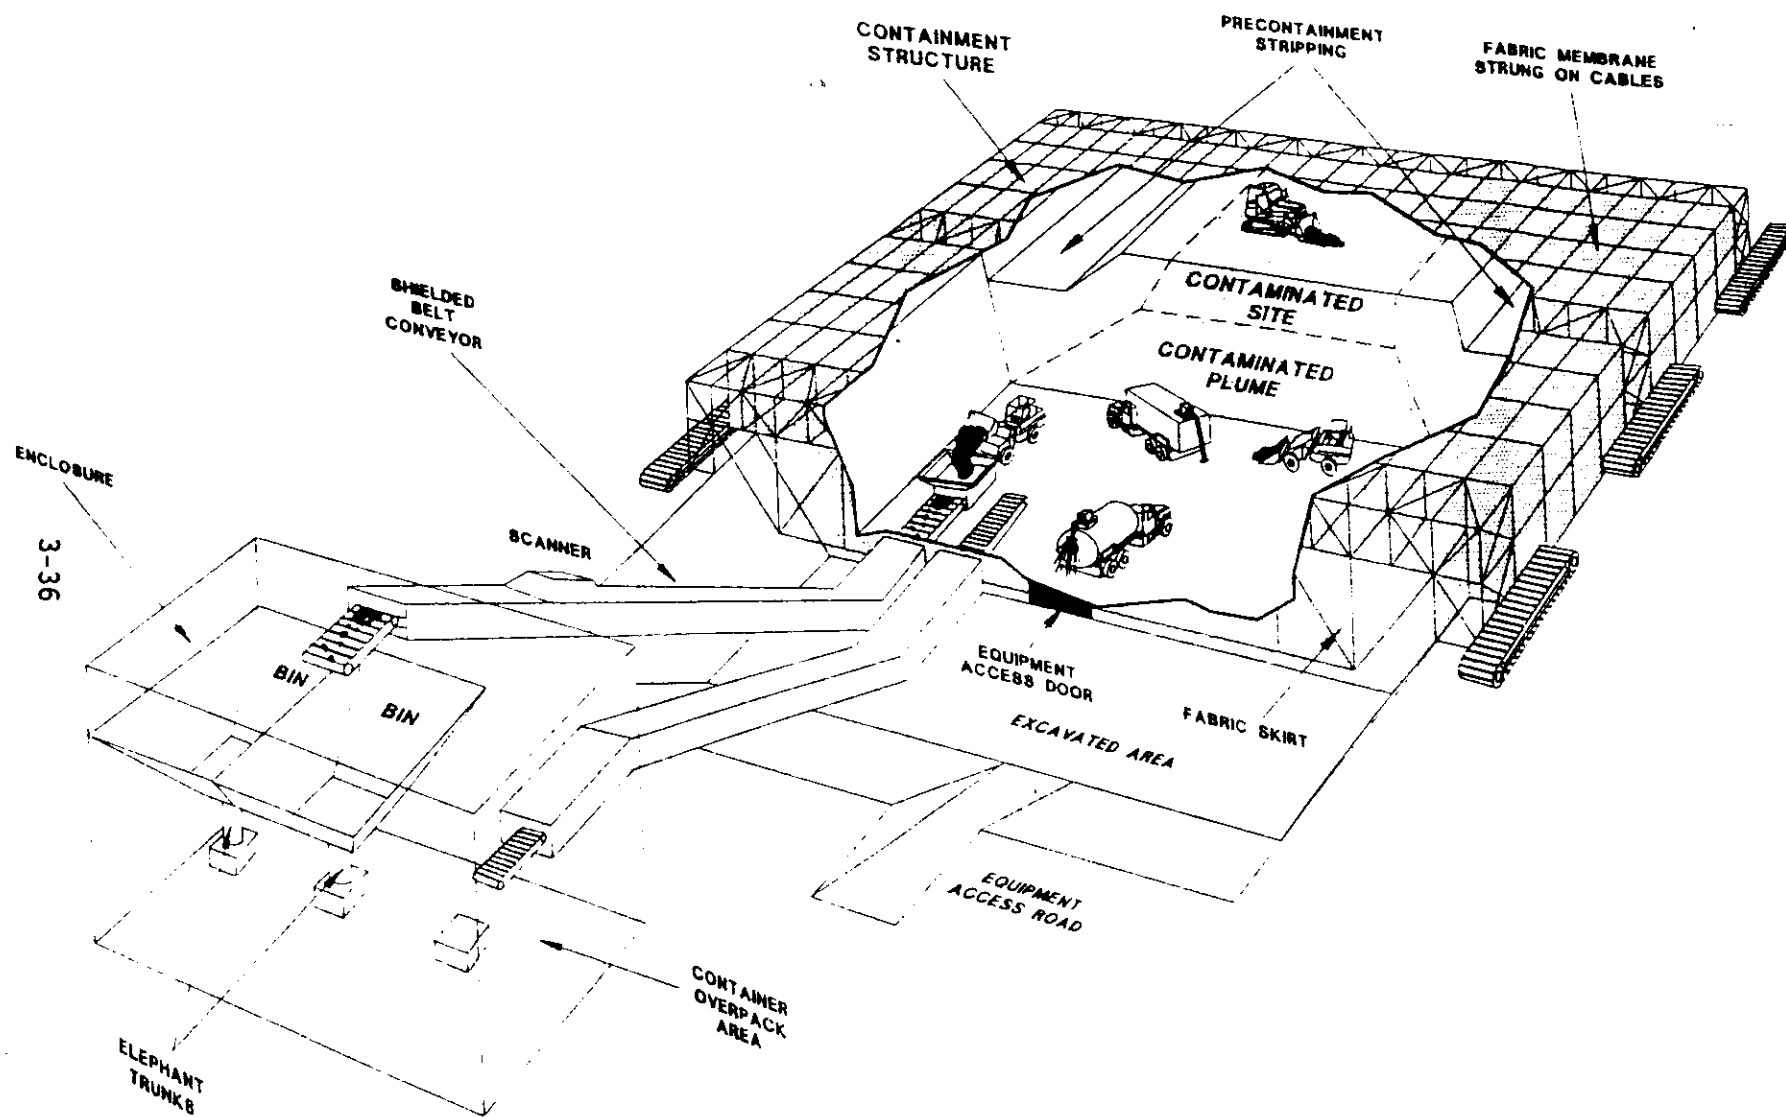 CONTAINMENT
STRUCTURE
PRECONTAINMENT
STRIPPING
FABRIC MEMBRANE
STRUNG ON CABLES
SHIELDED
BELT
CONVEYOR
CONTAMINATED
SITE
CONTAMINATED
PLUME
ENCLOSURE
3-36
SCANNER
BIN
BIN
EQUIPMENT
ACCESS DOOR
EXCAVATED AREA
FABRIC SKIRT
EQUIPMENT
ACCESS ROAD
CONTAINER
OVERPACK
AREA
ELEPHANT
TRUNKS